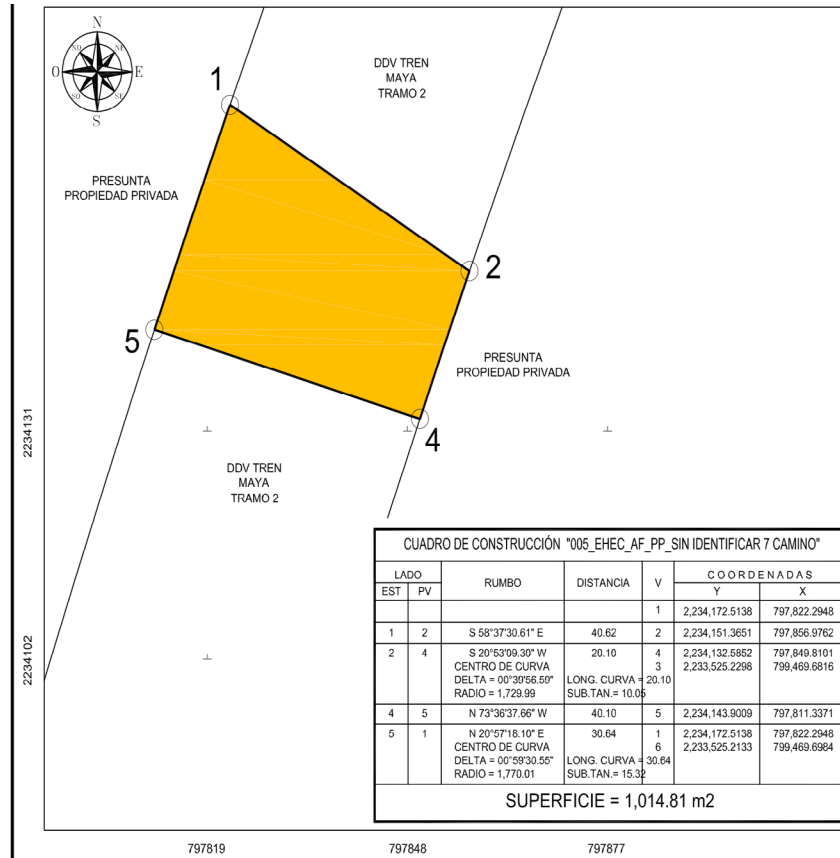 N
NO NE
O E
SO SE
S
DDV TREN
MAYA
TRAMO 2
1
PRESUNTA
PROPIEDAD PRIVADA
2
5
PRESUNTA
PROPIEDAD PRIVADA
4
2234131
DDV TREN
MAYA
TRAMO 2
2234102
CUADRO DE CONSTRUCCIÓN "005_EHEC_AF_PP_SIN IDENTIFICAR 7 CAMINO"
LADO RUMBO DISTANCIA V COORDENADAS
EST PV Y X
1 2,234,172.5138 797,822.2948
1 2 S 58°37'30.61" E 40.62 2 2,234,151.3651 797,856.9762
2 4 S 20°53'09.30" W 20.10 4 2,234,132.5852 797,849.8101
CENTRO DE CURVA 3 2,233,525.2298 799,469.6816
DELTA = 00°39'56.59" LONG. CURVA = 20.10
RADIO = 1,729.99 SUB.TAN.= 10.05
4 5 N 73°36'37.66" W 40.10 5 2,234,143.9009 797,811.3371
5 1 N 20°57'18.10" E 30.64 1 2,234,172.5138 797,822.2948
CENTRO DE CURVA 6 2,233,525.2133 799,469.6984
DELTA = 00°59'30.55" LONG. CURVA = 30.64
RADIO = 1,770.01 SUB.TAN.= 15.32
SUPERFICIE = 1,014.81 m2
797819 797848 797877